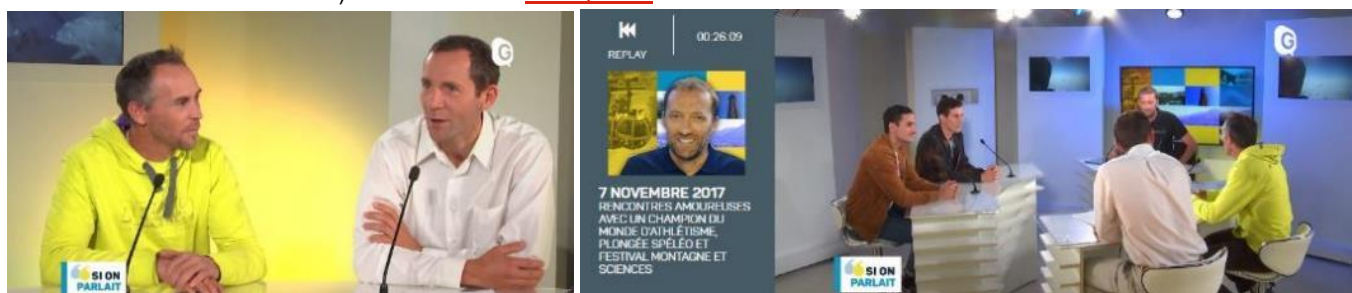 G
SI ON
PARLAIT
REPLAY
00:26:09
7 NOVEMBRE 2017
RENCONTRES AMOUREUSES
AVEC UN CHAMPION DU
MONDE D'ATHLÉTISME,
PLONGÉE SPÉLÉO ET
FESTIVAL MONTAGNE ET
SCIENCES
G
SI ON
PARLAIT